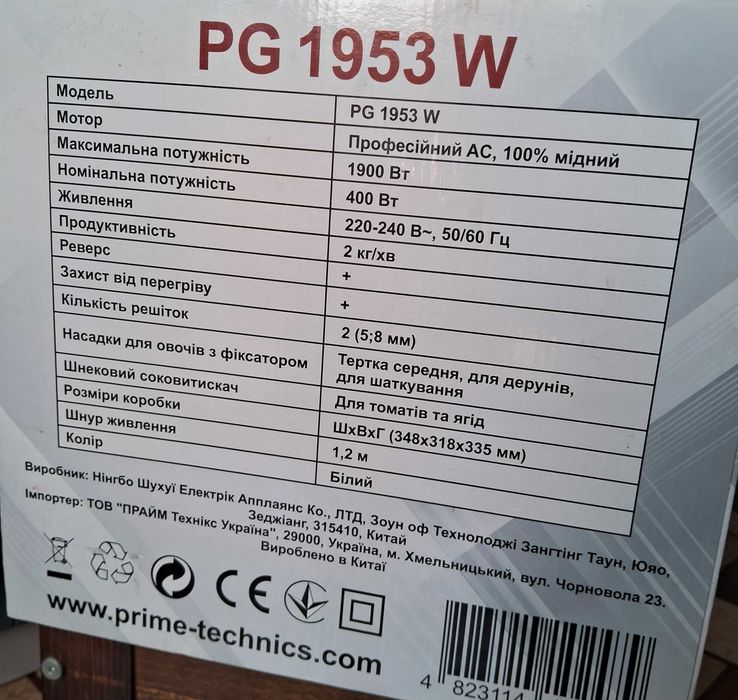 PG 1953 W
Модель PG 1953 W
Мотор Професійний AC, 100% мідний
Максимальна потужність 1900 Вт
Номінальна потужність 400 Вт
Живлення 220-240 В~, 50/60 Гц
Продуктивність 2 кг/хв
Реверс +
Захист від перегріву +
Кількість решіток 2 (5;8 мм)
Насадки для овочів з фіксатором Тертка середня, для дерунів,
для шаткування
Шнековий соковитискач Для томатів та ягід
Розміри коробки ШхВхГ (348х318х335 мм)
Шнур живлення 1,2 м
Колір Білий
Виробник: Нінгбо Шухуї Електрік Апплаянс Ко., ЛТД, Зоун оф Технолоджі Зангтінг Таун, Юяо,
Зеджіанг, 315410, Китай
Імпортер: ТОВ "ПРАЙМ Технікс Україна", 29000, Україна, м. Хмельницький, вул. Чорновола 23.
Вироблено в Китаї
CE
www.prime-technics.com
4 823114